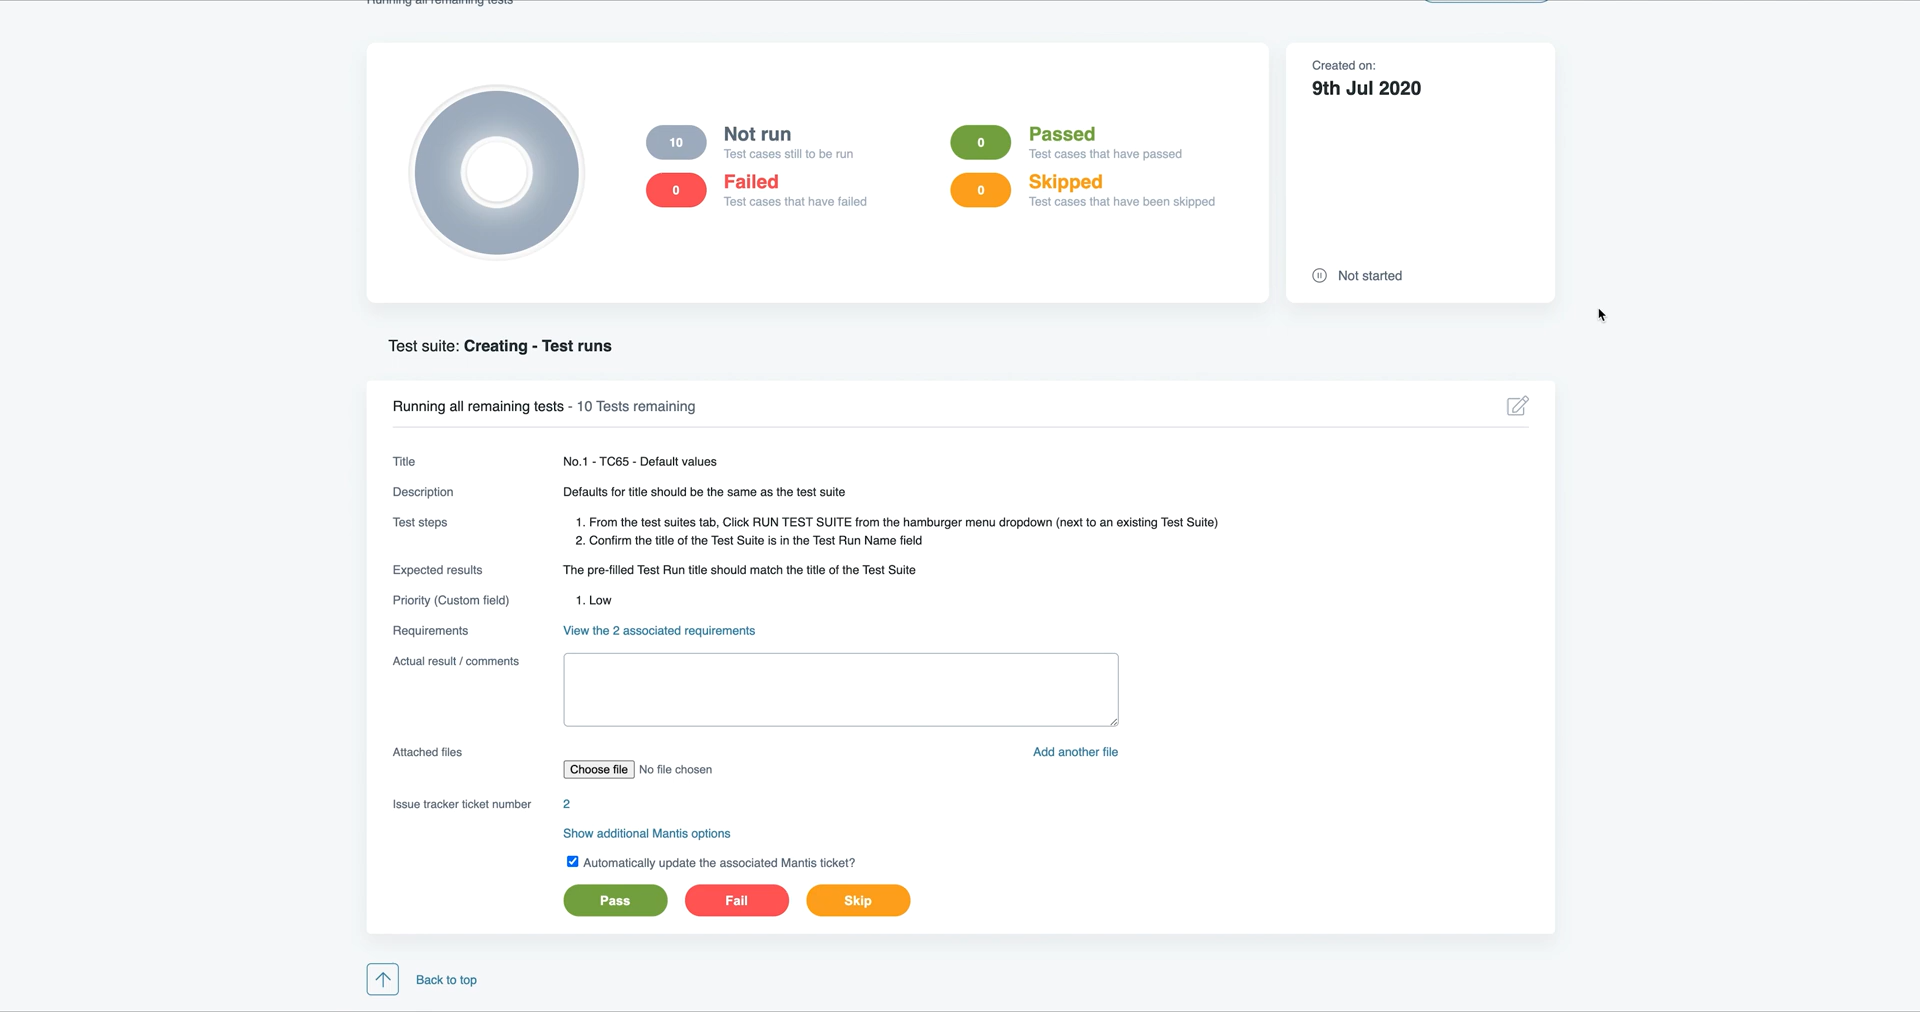 Running all remaining tests
10
Not run
Test cases still to be run
0
Passed
Test cases that have passed
0
Failed
Test cases that have failed
0
Skipped
Test cases that have been skipped
Created on:
9th Jul 2020
Not started
Test suite: Creating - Test runs
Running all remaining tests - 10 Tests remaining
Title
No.1 - TC65 - Default values
Description
Defaults for title should be the same as the test suite
Test steps
1. From the test suites tab, Click RUN TEST SUITE from the hamburger menu dropdown (next to an existing Test Suite)
2. Confirm the title of the Test Suite is in the Test Run Name field
Expected results
The pre-filled Test Run title should match the title of the Test Suite
Priority (Custom field)
1. Low
Requirements
View the 2 associated requirements
Actual result / comments
Attached files
Add another file
Choose file No file chosen
Issue tracker ticket number
2
Show additional Mantis options
Automatically update the associated Mantis ticket?
Pass
Fail
Skip
Back to top